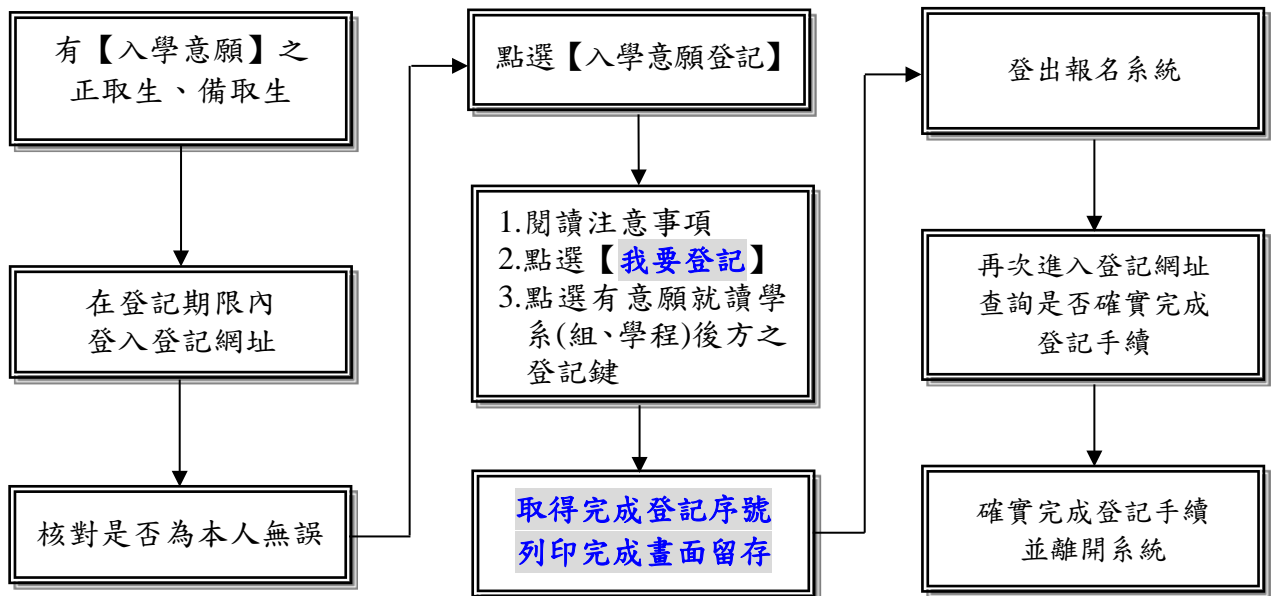 有【入學意願】之
正取生、備取生
在登記期限內
登入登記網址
核對是否為本人無誤
點選【入學意願登記】
1.閱讀注意事項
2.點選【我要登記】
3.點選有意願就讀學
系(組、學程)後方之
登記鍵
取得完成登記序號
列印完成畫面留存
登出報名系統
再次進入登記網址
查詢是否確實完成
登記手續
確實完成登記手續
並離開系統